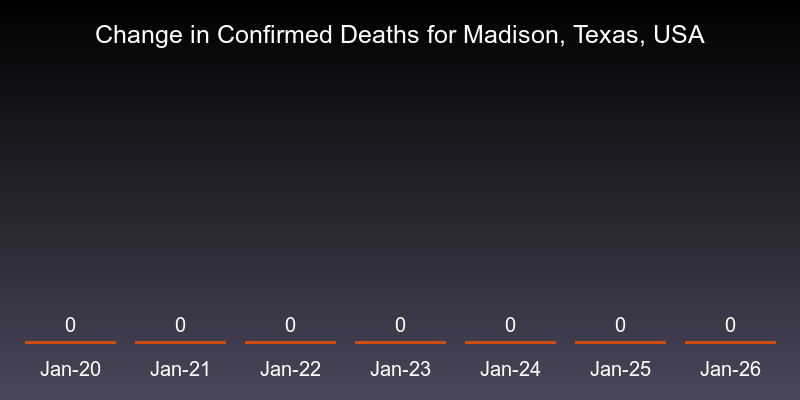 Change in Confirmed Deaths for Madison, Texas, USA
0 0 0 0 0 0 0
Jan-20 Jan-21 Jan-22 Jan-23 Jan-24 Jan-25 Jan-26